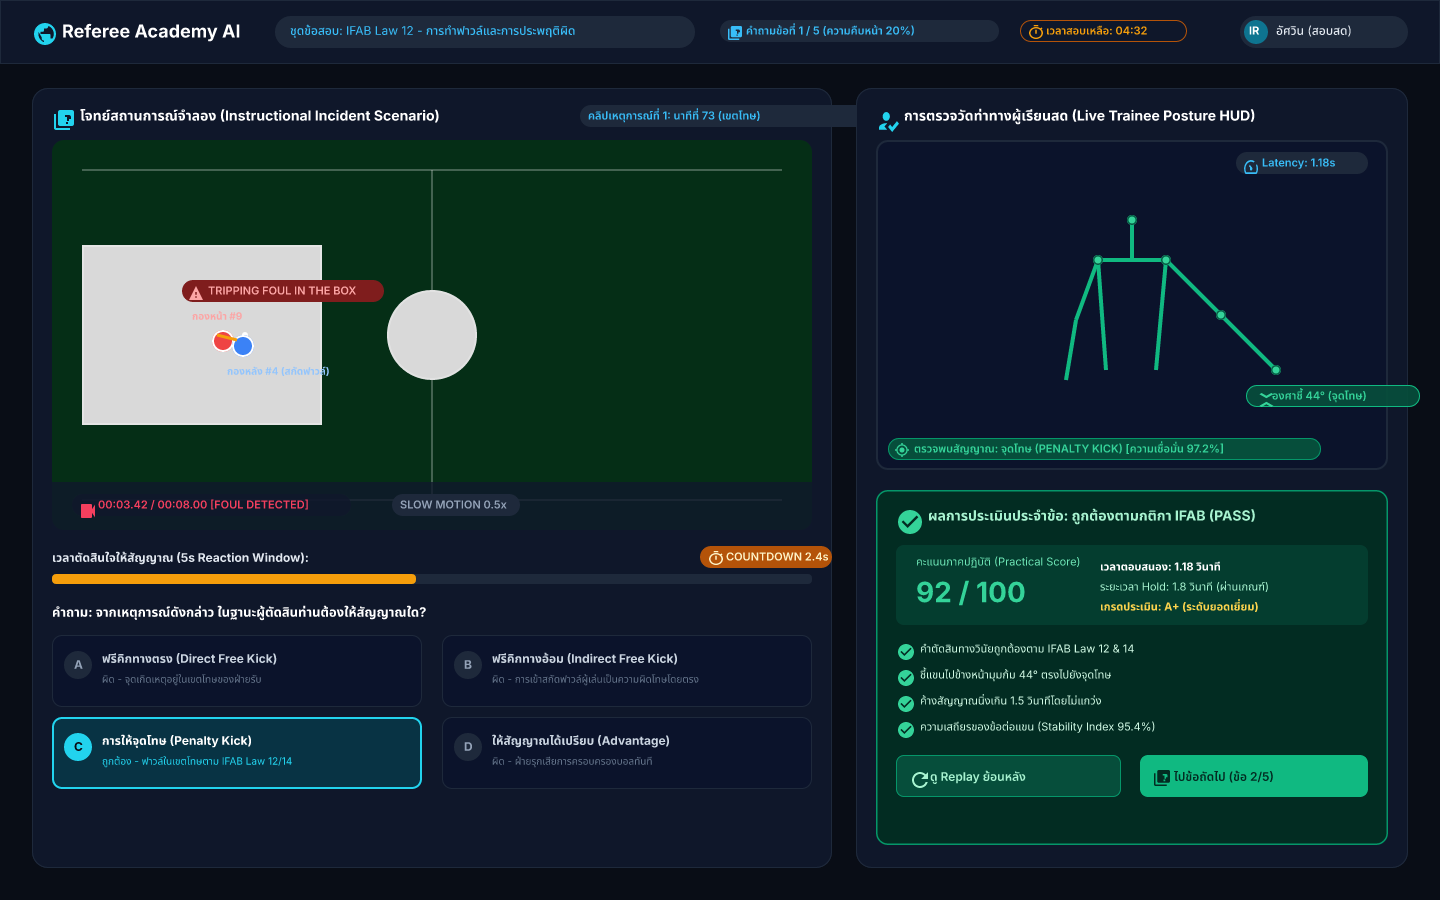 Referee Academy AI
ชุดข้อสอบ: IFAB Law 12 - การทำฟาวล์และการประพฤติผิด
คำถามข้อที่ 1 / 5 (ความคืบหน้า 20%)
เวลาสอบเหลือ: 04:32
IR
อัศวิน (สอบสด)
โจทย์สถานการณ์จำลอง (Instructional Incident Scenario)
คลิปเหตุการณ์ที่ 1: นาทีที่ 73 (เขตโทษ)
TRIPPING FOUL IN THE BOX
กองหน้า #9
กองหลัง #4 (สกัดฟาวล์)
00:03.42 / 00:08.00 [FOUL DETECTED]
SLOW MOTION 0.5x
เวลาตัดสินใจให้สัญญาณ (5s Reaction Window):
COUNTDOWN 2.4s
คำถาม: จากเหตุการณ์ดังกล่าว ในฐานะผู้ตัดสินท่านต้องให้สัญญาณใด?
A
ฟรีคิกทางตรง (Direct Free Kick)
ผิด - จุดเกิดเหตุอยู่ในเขตโทษของฝ่ายรับ
B
ฟรีคิกทางอ้อม (Indirect Free Kick)
ผิด - การเข้าสกัดฟาวล์ผู้เล่นเป็นความผิดโทษโดยตรง
C
การให้จุดโทษ (Penalty Kick)
ถูกต้อง - ฟาวล์ในเขตโทษตาม IFAB Law 12/14
D
ให้สัญญาณได้เปรียบ (Advantage)
ผิด - ฝ่ายรุกเสียการครอบครองบอลทันที
การตรวจวัดท่าทางผู้เรียนสด (Live Trainee Posture HUD)
Latency: 1.18s
องศาชี้ 44° (จุดโทษ)
ตรวจพบสัญญาณ: จุดโทษ (PENALTY KICK) [ความเชื่อมั่น 97.2%]
ผลการประเมินประจำข้อ: ถูกต้องตามกติกา IFAB (PASS)
คะแนนภาคปฏิบัติ (Practical Score)
92 / 100
เวลาตอบสนอง: 1.18 วินาที
ระยะเวลา Hold: 1.8 วินาที (ผ่านเกณฑ์)
เกรดประเมิน: A+ (ระดับยอดเยี่ยม)
คำตัดสินทางวินัยถูกต้องตาม IFAB Law 12 & 14
ชี้แขนไปข้างหน้ามุมก้ม 44° ตรงไปยังจุดโทษ
ค้างสัญญาณนิ่งเกิน 1.5 วินาทีโดยไม่แกว่ง
ความเสถียรของข้อต่อแขน (Stability Index 95.4%)
ดู Replay ย้อนหลัง
ไปข้อถัดไป (ข้อ 2/5)